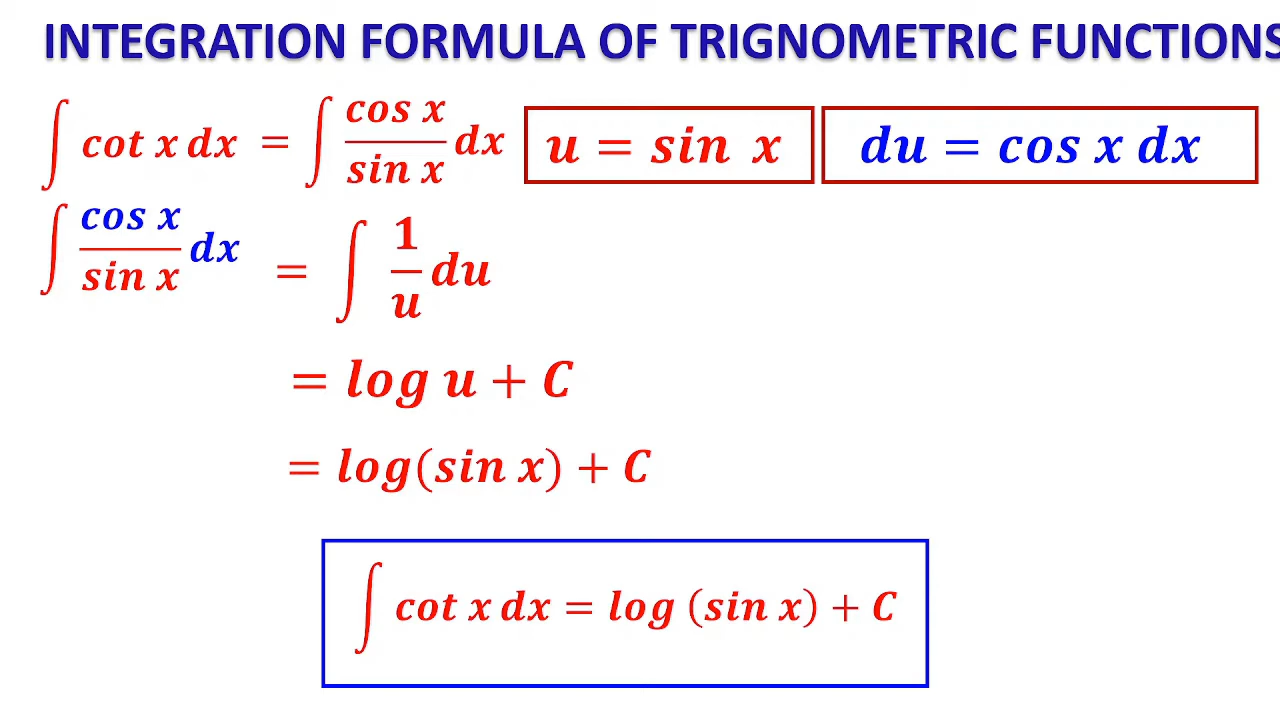 INTEGRATION FORMULA OF TRIGNOMETRIC FUNCTIONS
∫ cot x dx = ∫ cos x / sin x dx u = sin x du = cos x dx
∫ cos x / sin x dx = ∫ 1/u du
= log u + C
= log(sin x) + C
∫ cot x dx = log (sin x) + C